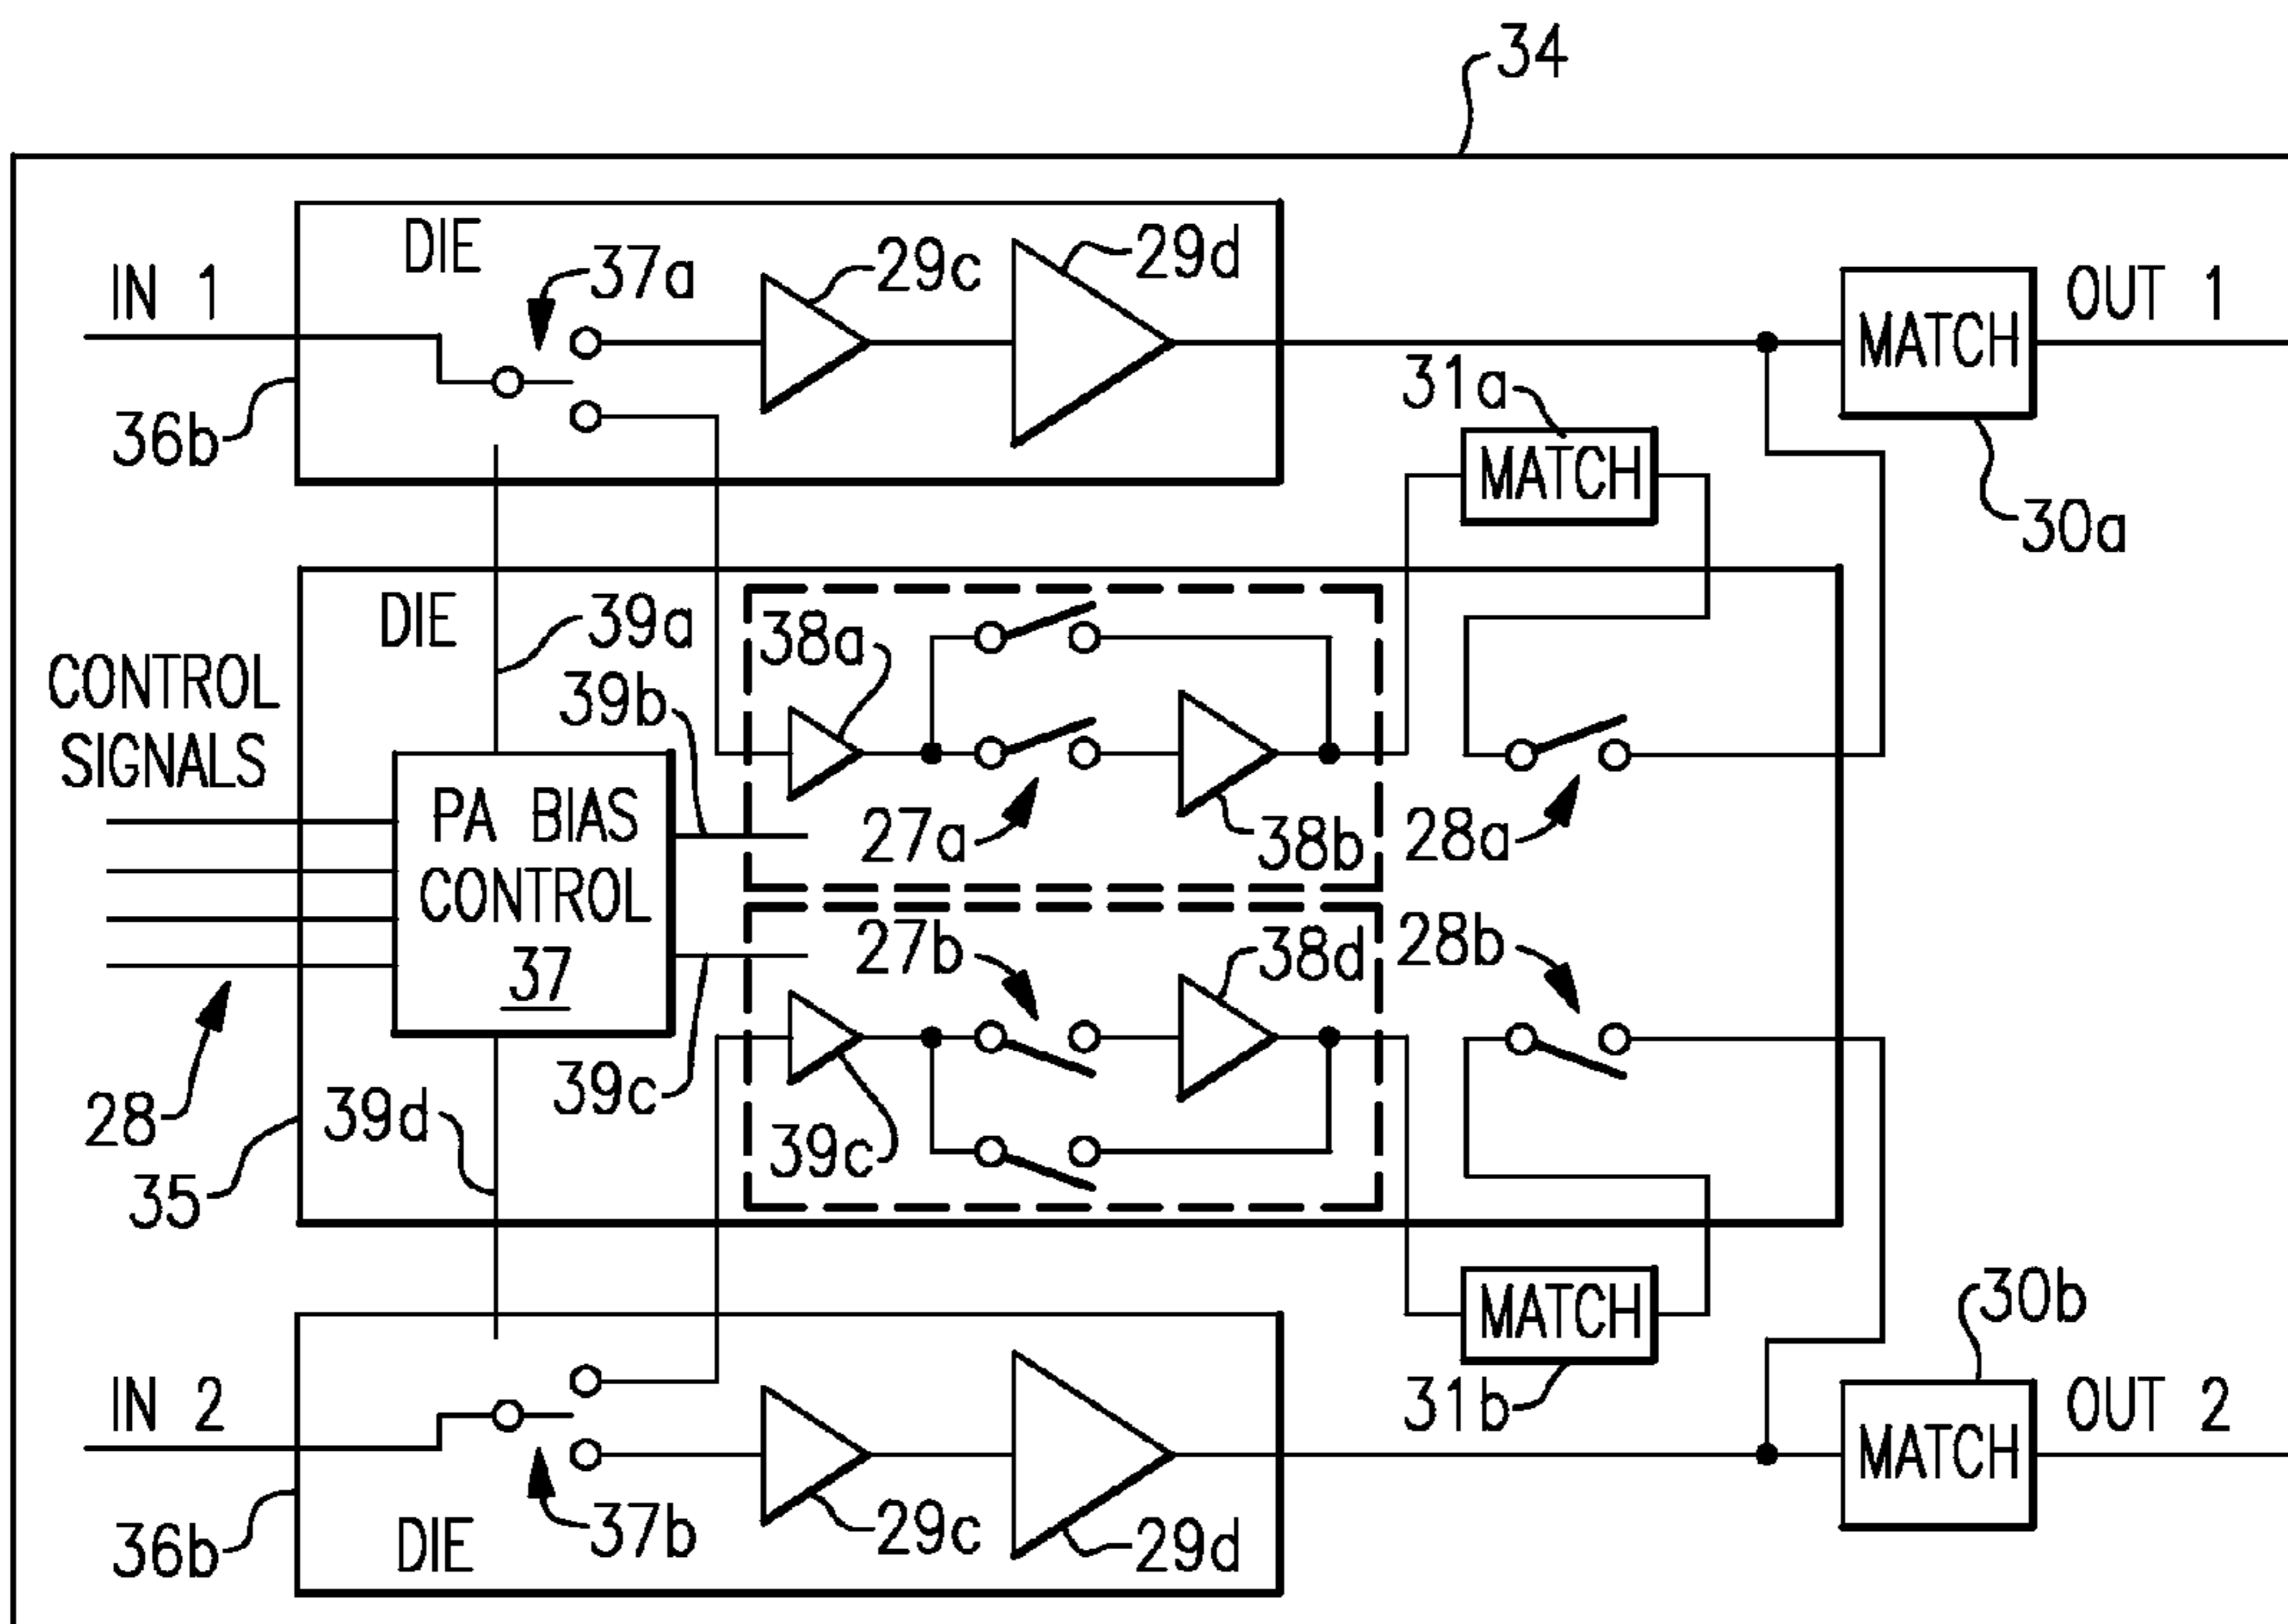 34
DIE
37a
29c
29d
IN 1
OUT 1
MATCH
36b
31a
MATCH
30a
DIE
39a
38a
CONTROL
SIGNALS
39b
PA BIAS
CONTROL
37
27a
38b
28a
27b
38d
28b
28
39d
39c
39c
35
MATCH
30b
IN 2
31b
MATCH
OUT 2
36b
DIE
37b
29c
29d